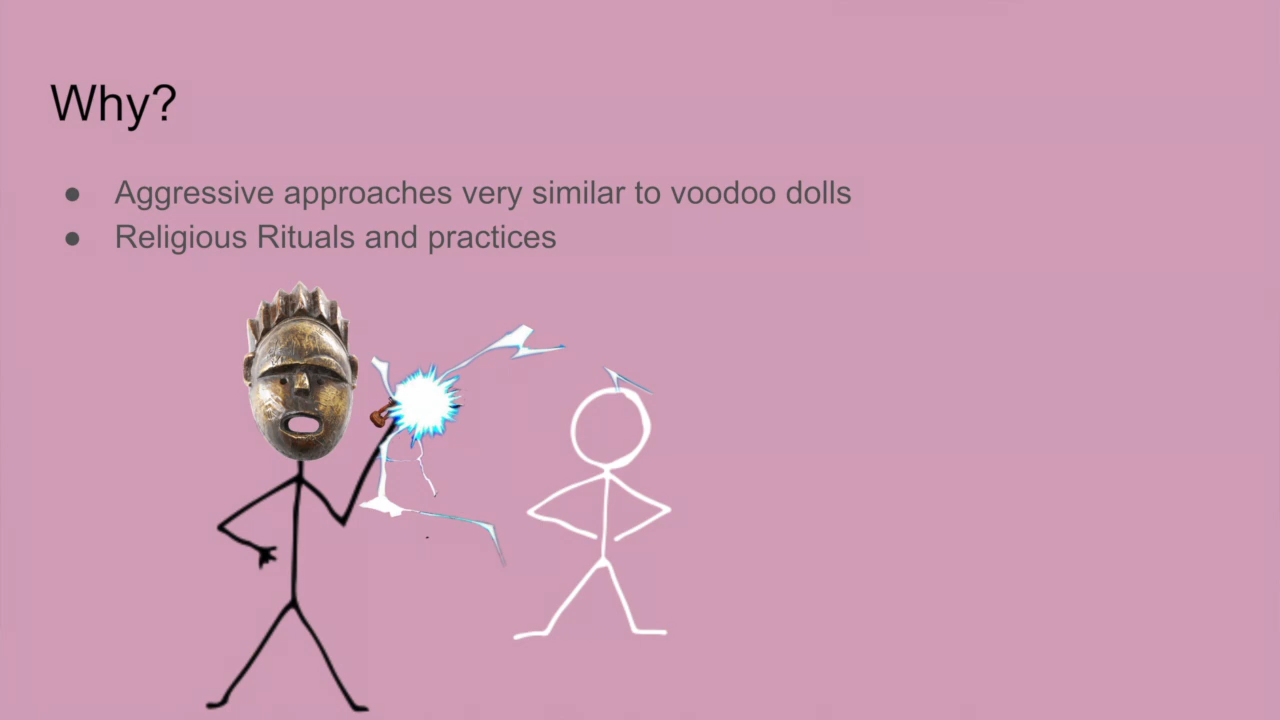 Why?
● Aggressive approaches very similar to voodoo dolls
● Religious Rituals and practices